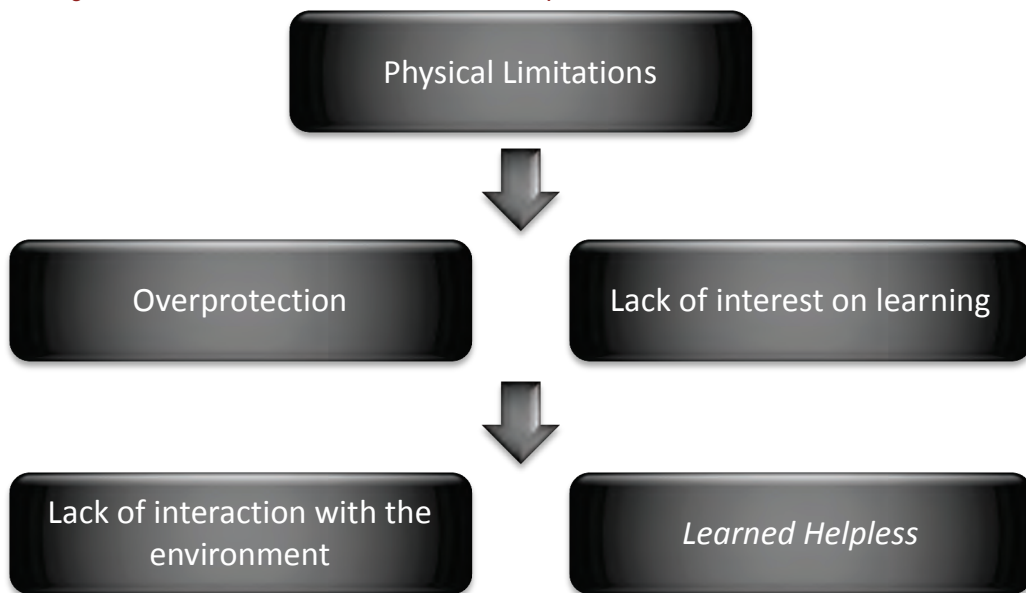 Physical Limitations
Overprotection
Lack of interest on learning
Lack of interaction with the
environment
Learned Helpless